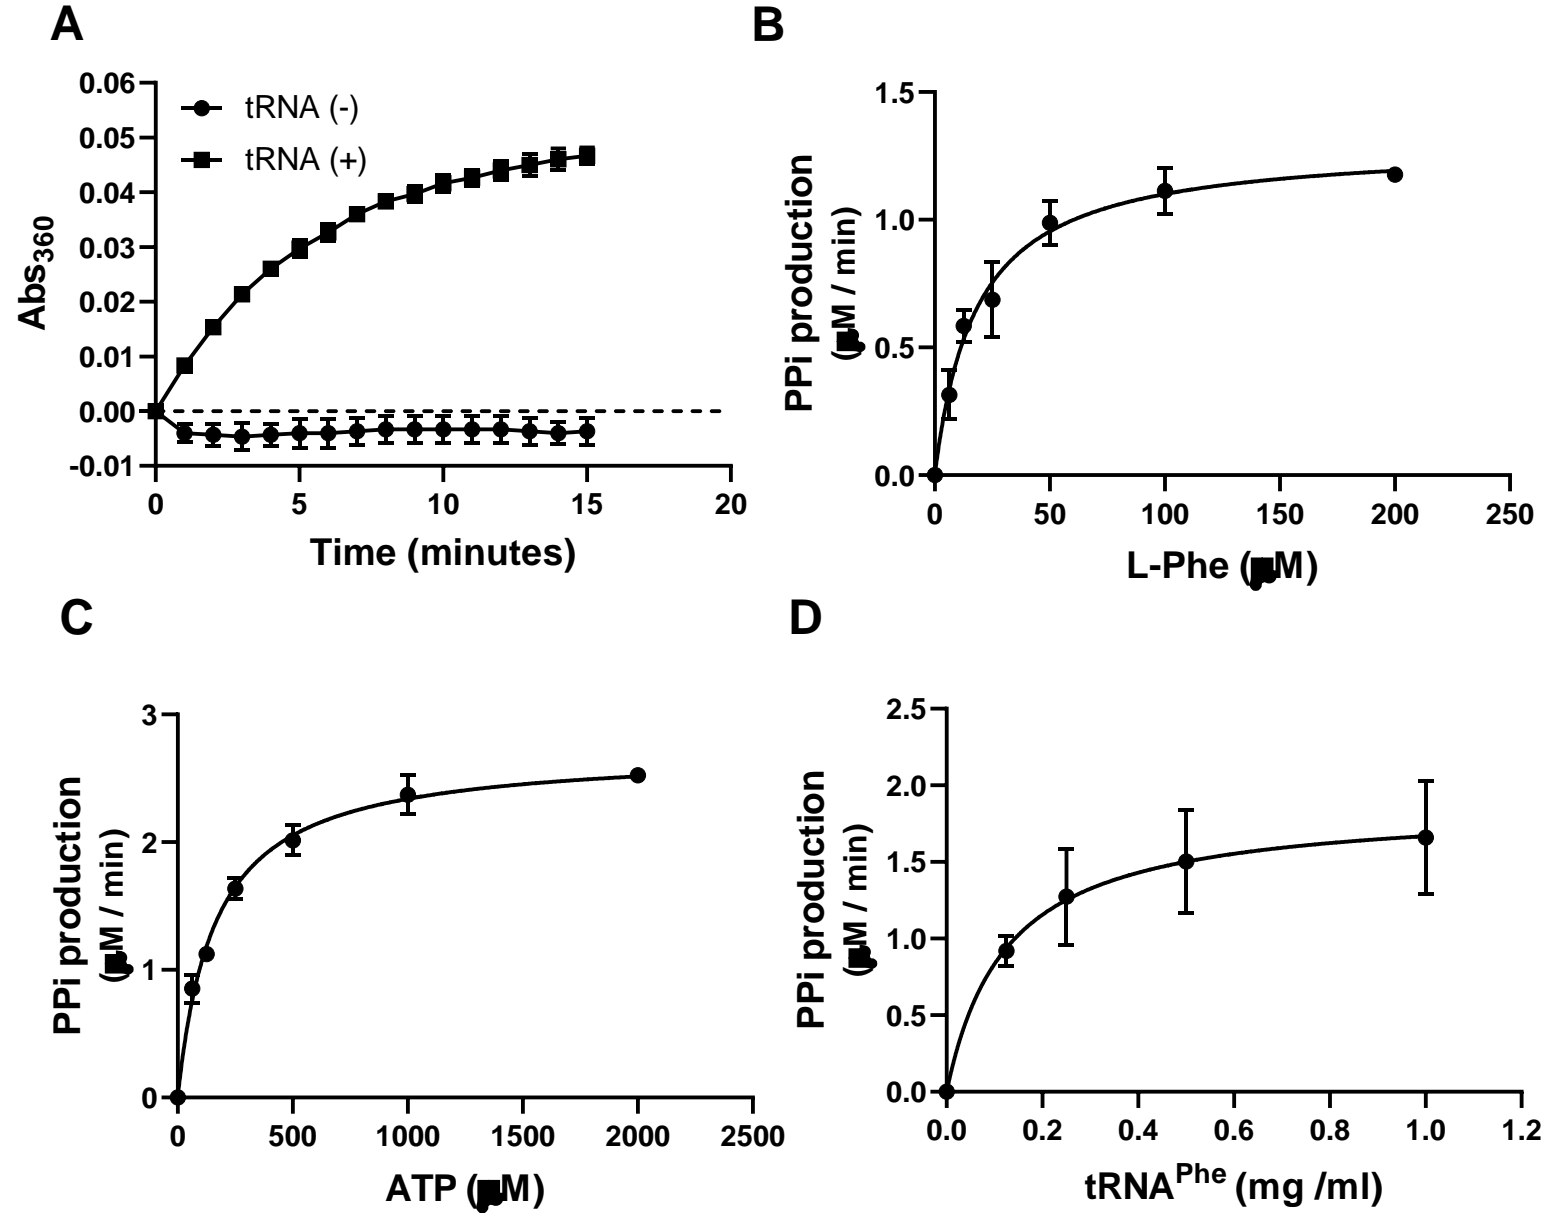 A
0.06
0.05
0.04
0.03
0.02
0.01
0.00
-0.01
Abs360
tRNA (-)
tRNA (+)
0 5 10 15 20
Time (minutes)
B
1.5
1.0
0.5
0.0
PPi production
( M / min)
0 50 100 150 200 250
L-Phe ( M)
C
3
2
1
0
PPi production
( M / min)
0 500 1000 1500 2000 2500
ATP ( M)
D
2.5
2.0
1.5
1.0
0.5
0.0
PPi production
( M / min)
0.0 0.2 0.4 0.6 0.8 1.0 1.2
tRNAPhe (mg /ml)